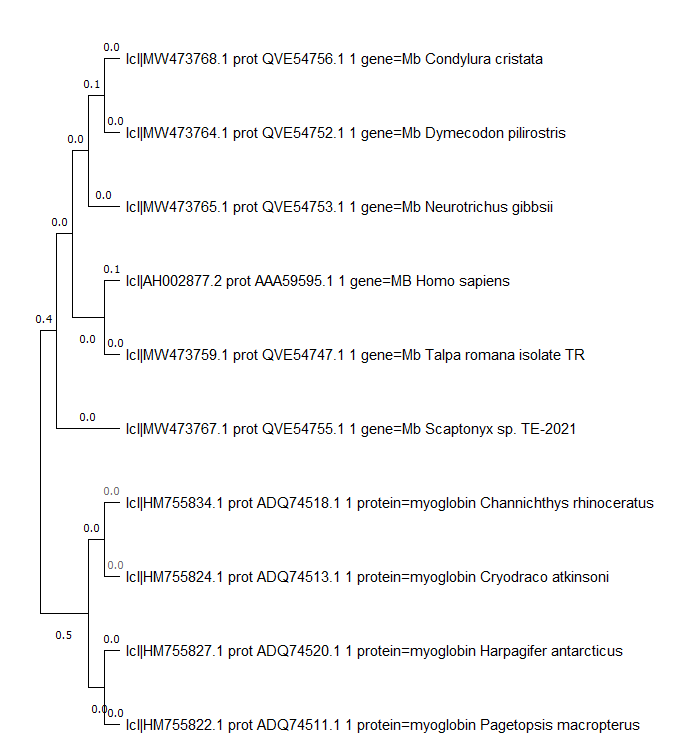 0.0
lcl|MW473768.1 prot QVE54756.1 1 gene=Mb Condylura cristata
0.1
0.0
lcl|MW473764.1 prot QVE54752.1 1 gene=Mb Dymecodon pilirostris
0.0
0.0
lcl|MW473765.1 prot QVE54753.1 1 gene=Mb Neurotrichus gibbsii
0.0
0.1
lcl|AH002877.2 prot AAA59595.1 1 gene=MB Homo sapiens
0.4
0.0
0.0
lcl|MW473759.1 prot QVE54747.1 1 gene=Mb Talpa romana isolate TR
0.0
lcl|MW473767.1 prot QVE54755.1 1 gene=Mb Scaptonyx sp. TE-2021
0.0
lcl|HM755834.1 prot ADQ74518.1 1 protein=myoglobin Channichthys rhinoceratus
0.0
0.0
lcl|HM755824.1 prot ADQ74513.1 1 protein=myoglobin Cryodraco atkinsoni
0.5
0.0
lcl|HM755827.1 prot ADQ74520.1 1 protein=myoglobin Harpagifer antarcticus
0.0
0.0
lcl|HM755822.1 prot ADQ74511.1 1 protein=myoglobin Pagetopsis macropterus